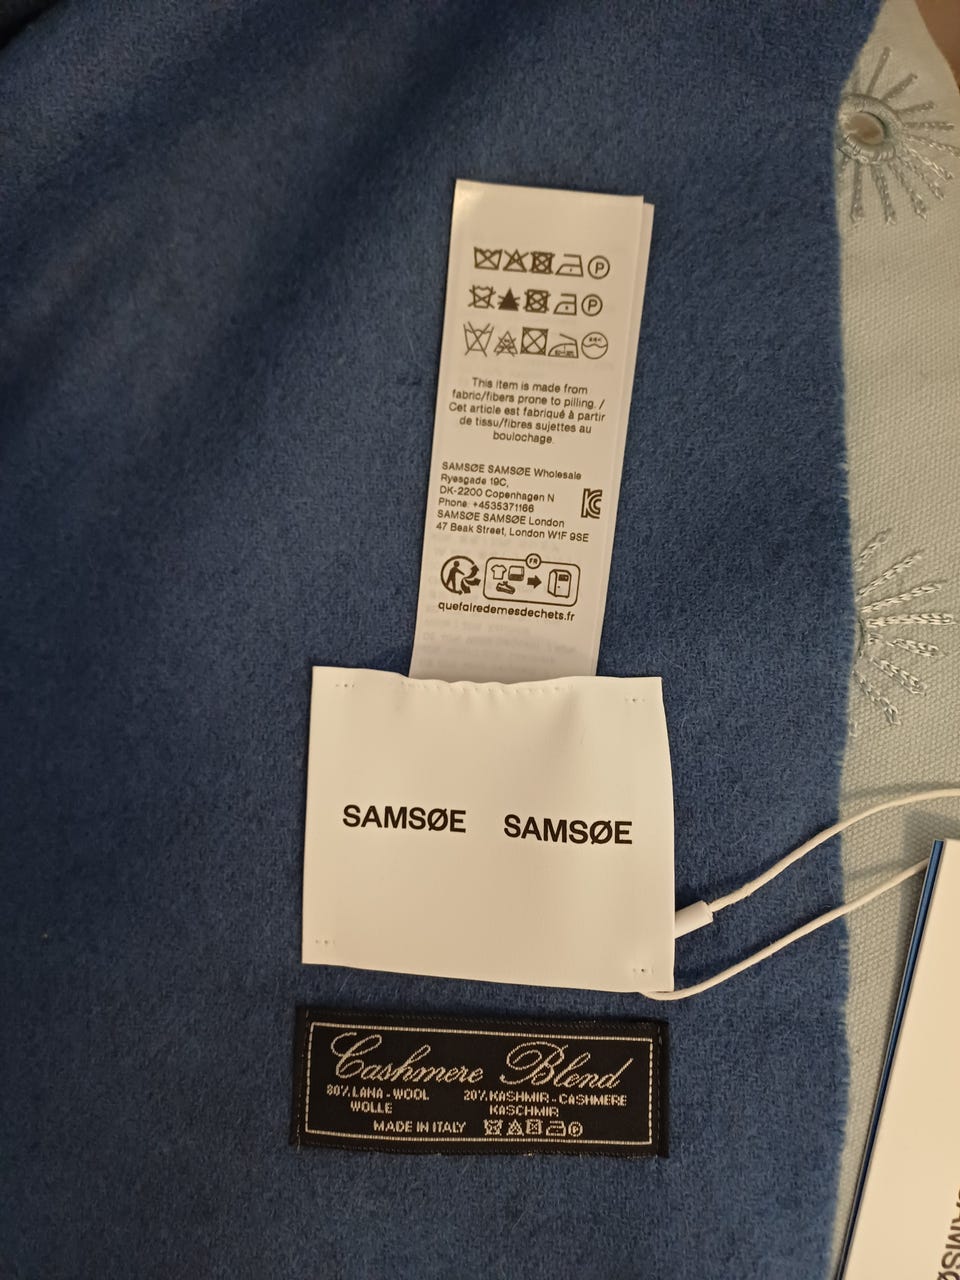 P
P
This item is made from
fabric/fibers prone to pilling. /
Cet article est fabriqué à partir
de tissu/fibres sujettes au
boulochage.
SAMSØE SAMSØE Wholesale
Ryesgade 19C,
DK-2200 Copenhagen N
Phone: +4535371166
SAMSØE SAMSØE London
47 Beak Street, London W1F 9SE
FR
quefairedemesdechets.fr
SAMSØE SAMSØE
Cashmere Blend
80% LANA - WOOL 20% KASHMIR - CASHMERE
WOLLE KASCHMIR
MADE IN ITALY